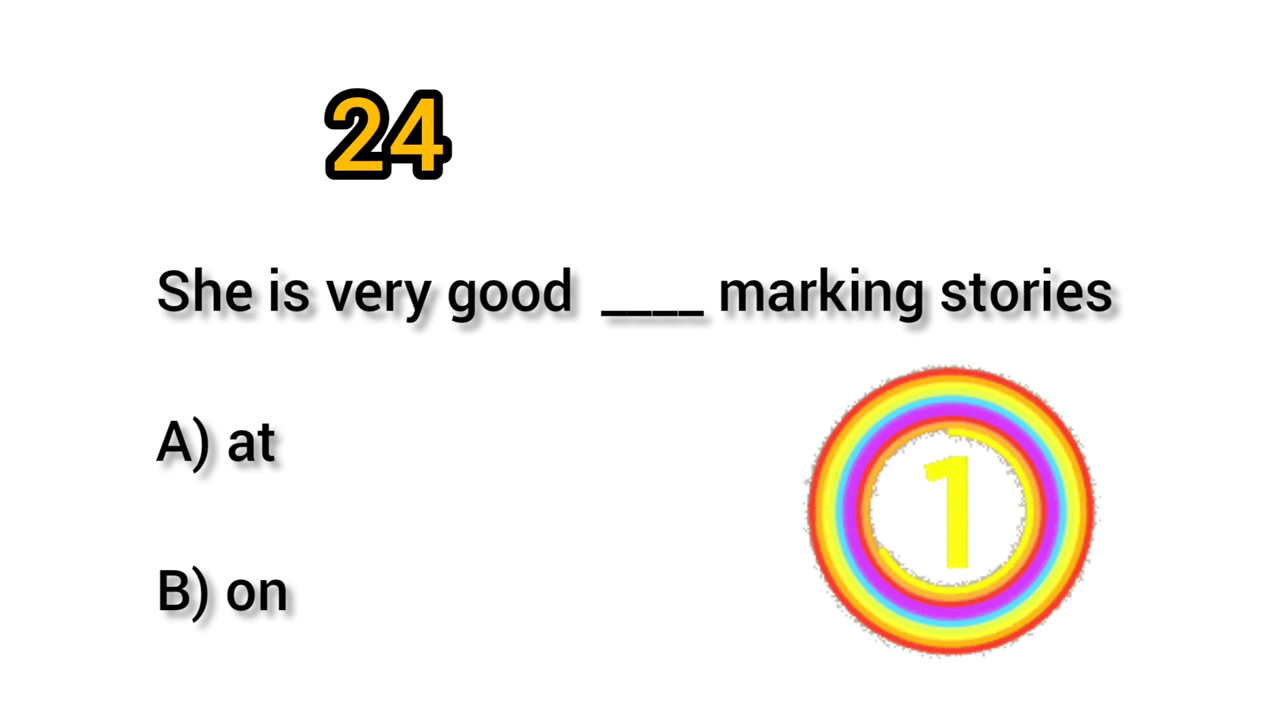 24
She is very good ____ marking stories
A) at
B) on
1